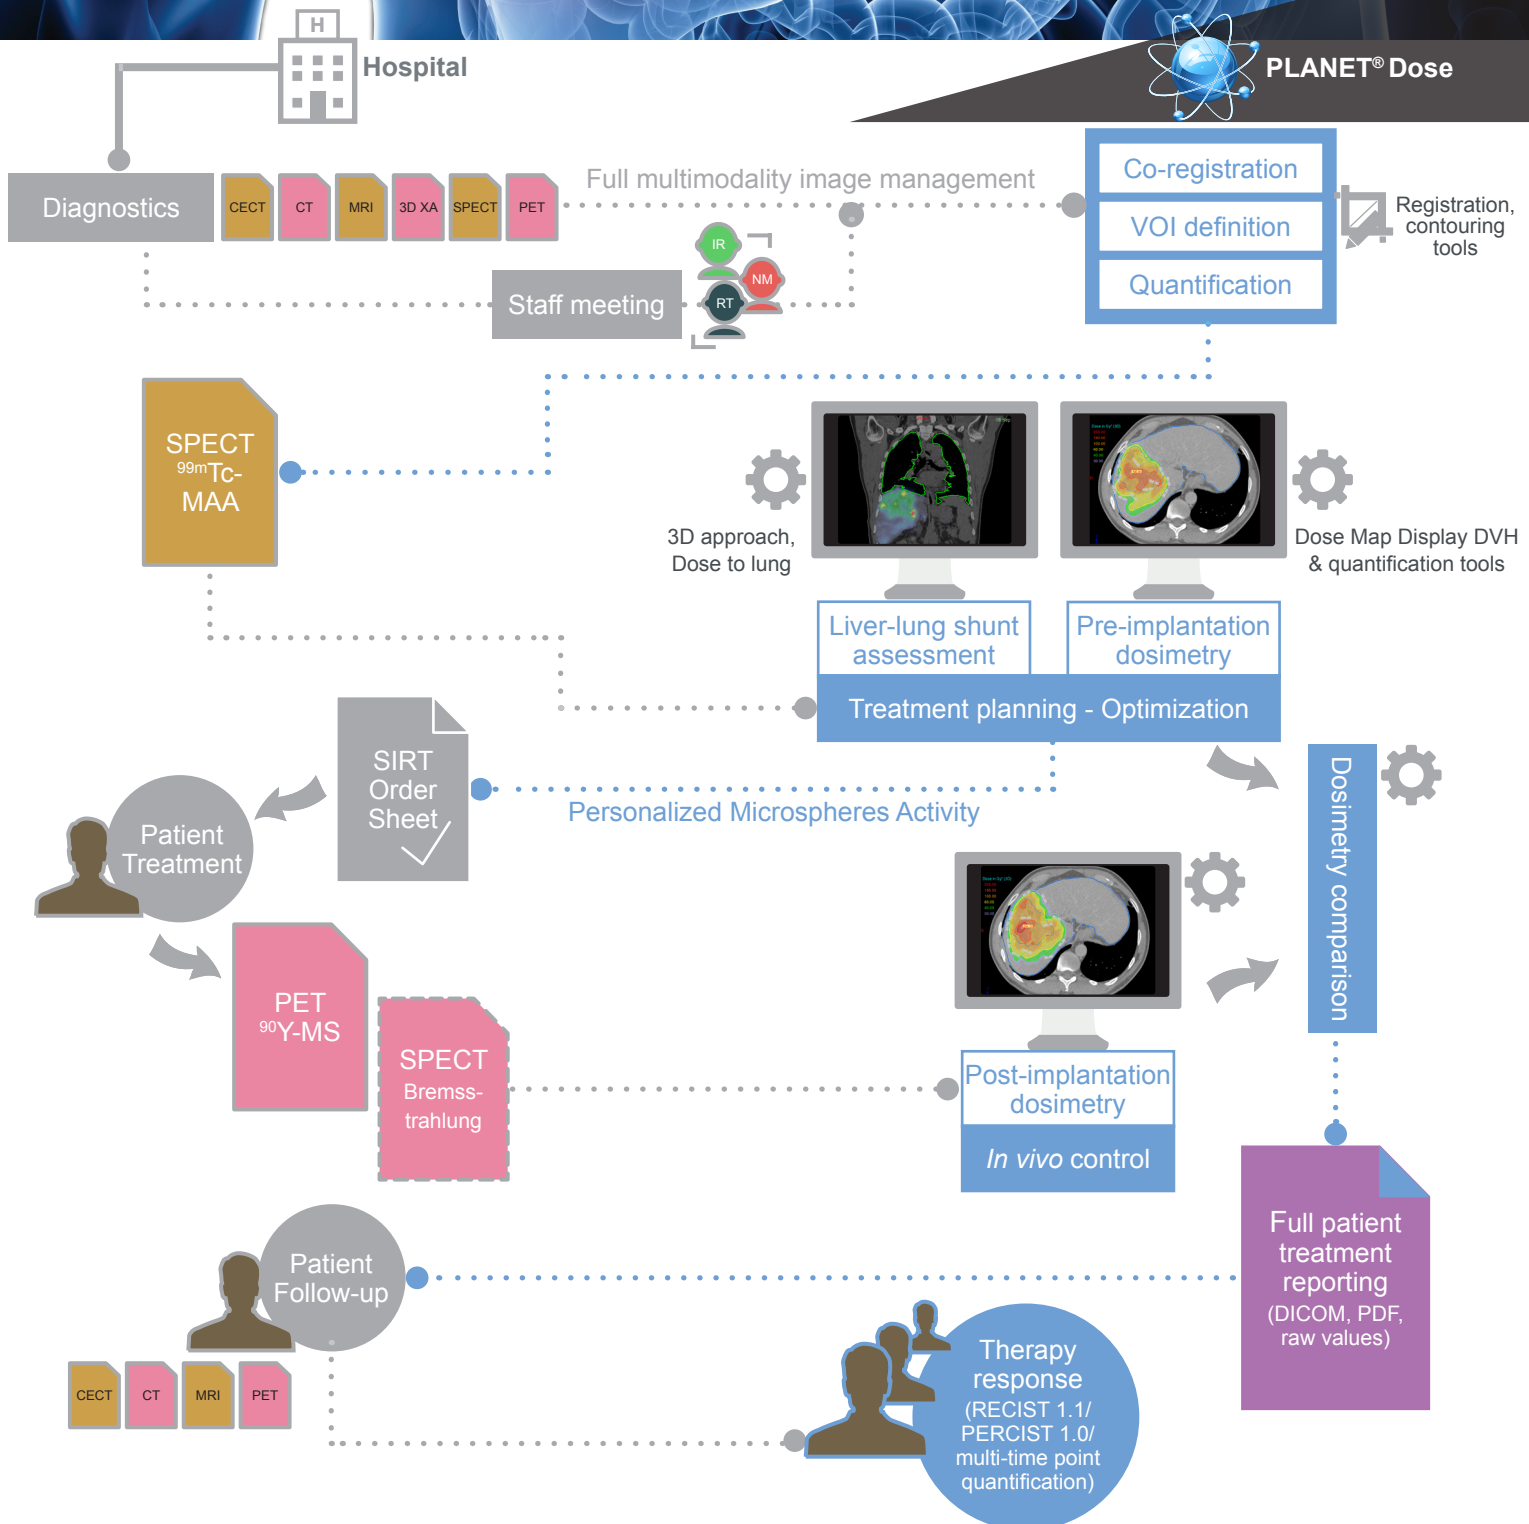 H
Hospital
PLANET® Dose
Diagnostics
CECT
CT
MRI
3D XA
SPECT
PET
Full multimodality image management
Co-registration
VOI definition
Quantification
Registration,
contouring
tools
Staff meeting
IR
NM
RT
SPECT
99mTc-
MAA
3D approach,
Dose to lung
Dose Map Display DVH
& quantification tools
Liver-lung shunt
assessment
Pre-implantation
dosimetry
Treatment planning - Optimization
SIRT
Order
Sheet
Personalized Microspheres Activity
Patient
Treatment
Dosimetry comparison
PET
90Y-MS
SPECT
Bremss-
trahlung
Post-implantation
dosimetry
In vivo control
Full patient
treatment
reporting
(DICOM, PDF,
raw values)
Patient
Follow-up
CECT
CT
MRI
PET
Therapy
response
(RECIST 1.1/
PERCIST 1.0/
multi-time point
quantification)